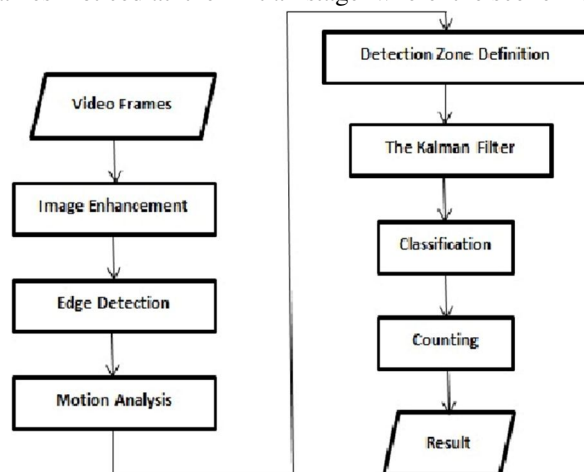 Video Frames
Image Enhancement
Edge Detection
Motion Analysis
Detection Zone Definition
The Kalman Filter
Classification
Counting
Result